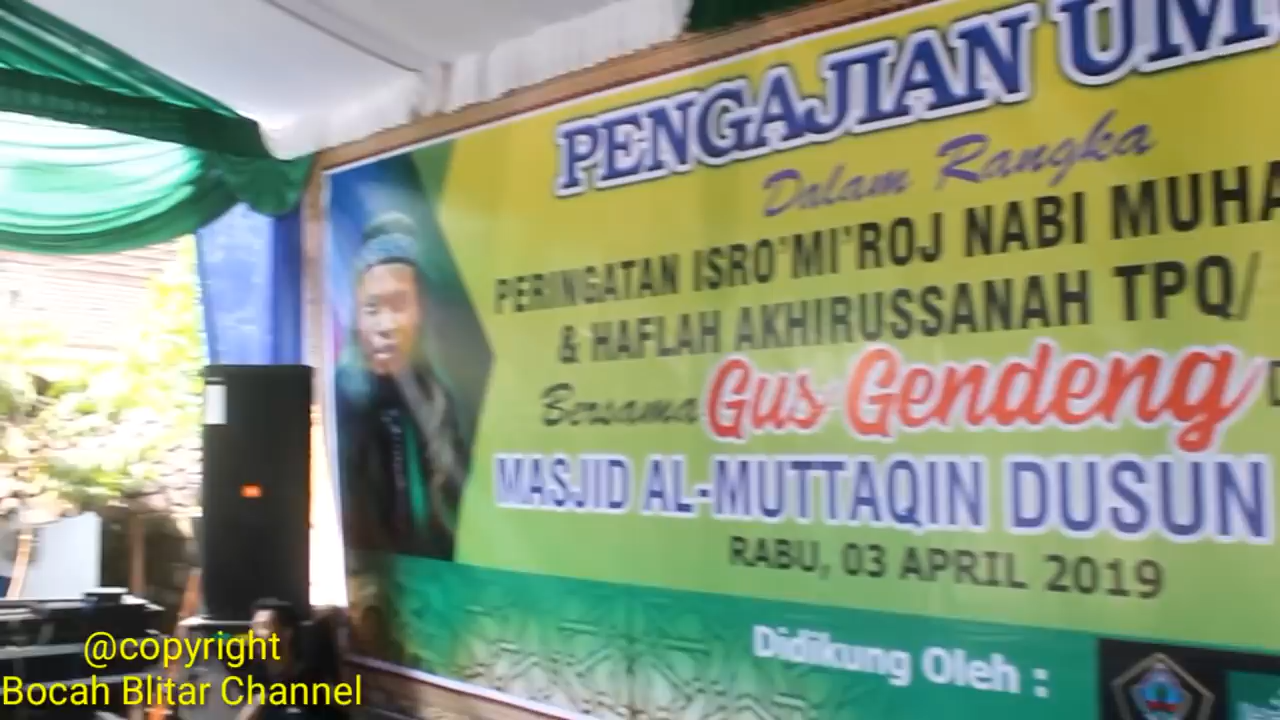 PENGAJIAN UM
Dalam Rangka
PERINGATAN ISRO'MI'ROJ NABI MUHA
& HAFLAH AKHIRUSSANAH TPQ/
Bersama Gus Gendeng
MASJID AL-MUTTAQIN DUSUN
RABU, 03 APRIL 2019
Didikung Oleh :
@copyright
Bocah Blitar Channel